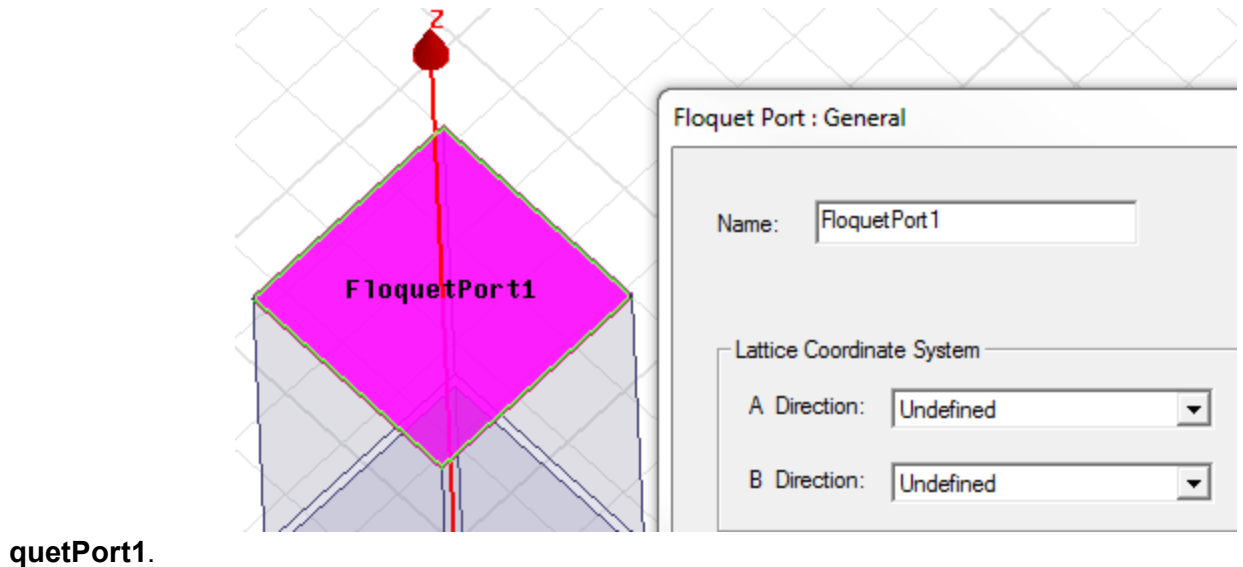 Z
Floquet Port : General
Name: FloquetPort1
FloquetPort1
Lattice Coordinate System
A Direction: Undefined
B Direction: Undefined
quetPort1.